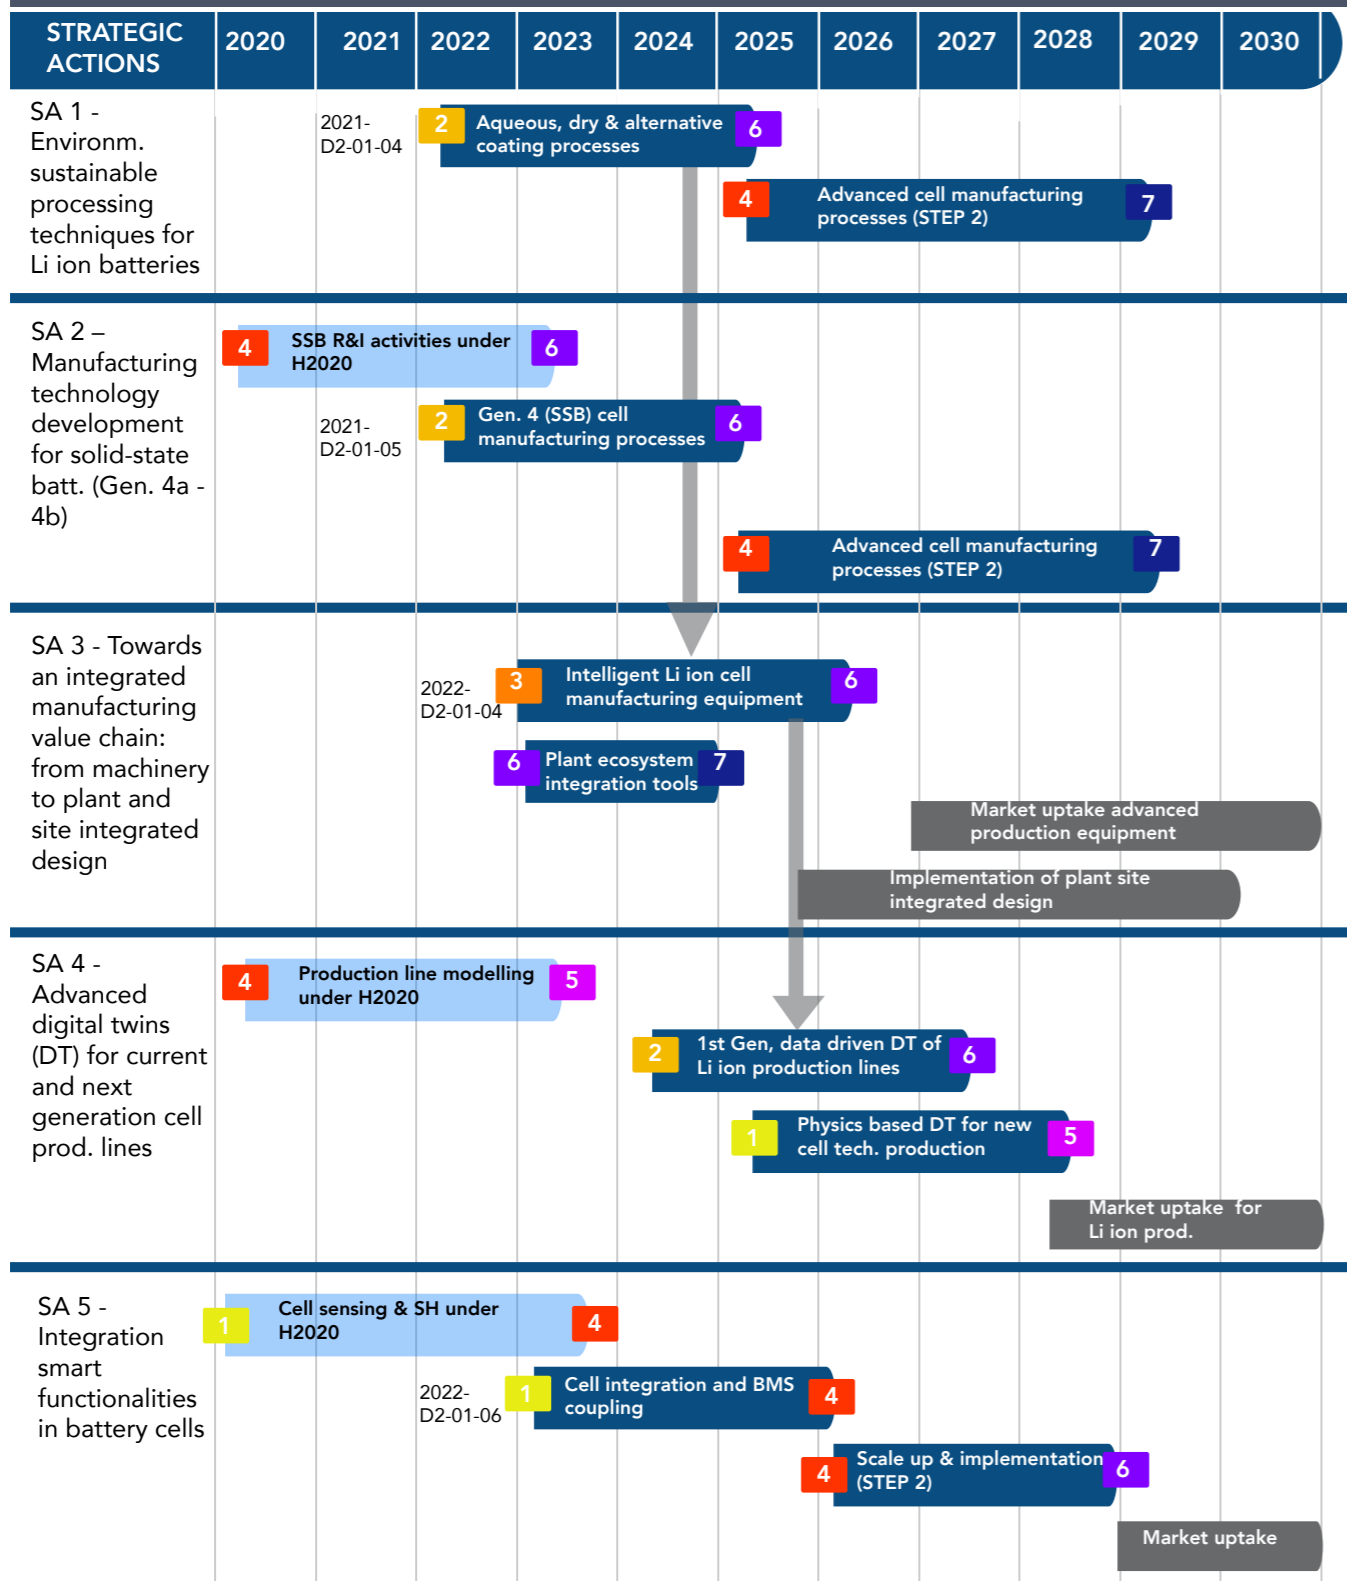 STRATEGIC
ACTIONS
2020
2021
2022
2023
2024
2025
2026
2027
2028
2029
2030
SA 1 -
Environm.
sustainable
processing
techniques for
Li ion batteries
2021-
D2-01-04
2
Aqueous, dry & alternative
coating processes
6
4
Advanced cell manufacturing
processes (STEP 2)
7
SA 2 –
Manufacturing
technology
development
for solid-state
batt. (Gen. 4a -
4b)
4
SSB R&I activities under
H2020
6
2021-
D2-01-05
2
Gen. 4 (SSB) cell
manufacturing processes
6
4
Advanced cell manufacturing
processes (STEP 2)
7
SA 3 - Towards
an integrated
manufacturing
value chain:
from machinery
to plant and
site integrated
design
2022-
D2-01-04
3
Intelligent Li ion cell
manufacturing equipment
6
6
Plant ecosystem
integration tools
7
Market uptake advanced
production equipment
Implementation of plant site
integrated design
SA 4 -
Advanced
digital twins
(DT) for current
and next
generation cell
prod. lines
4
Production line modelling
under H2020
5
2
1st Gen, data driven DT of
Li ion production lines
6
1
Physics based DT for new
cell tech. production
5
Market uptake for
Li ion prod.
SA 5 -
Integration
smart
functionalities
in battery cells
1
Cell sensing & SH under
H2020
4
2022-
D2-01-06
1
Cell integration and BMS
coupling
4
4
Scale up & implementation
(STEP 2)
6
Market uptake